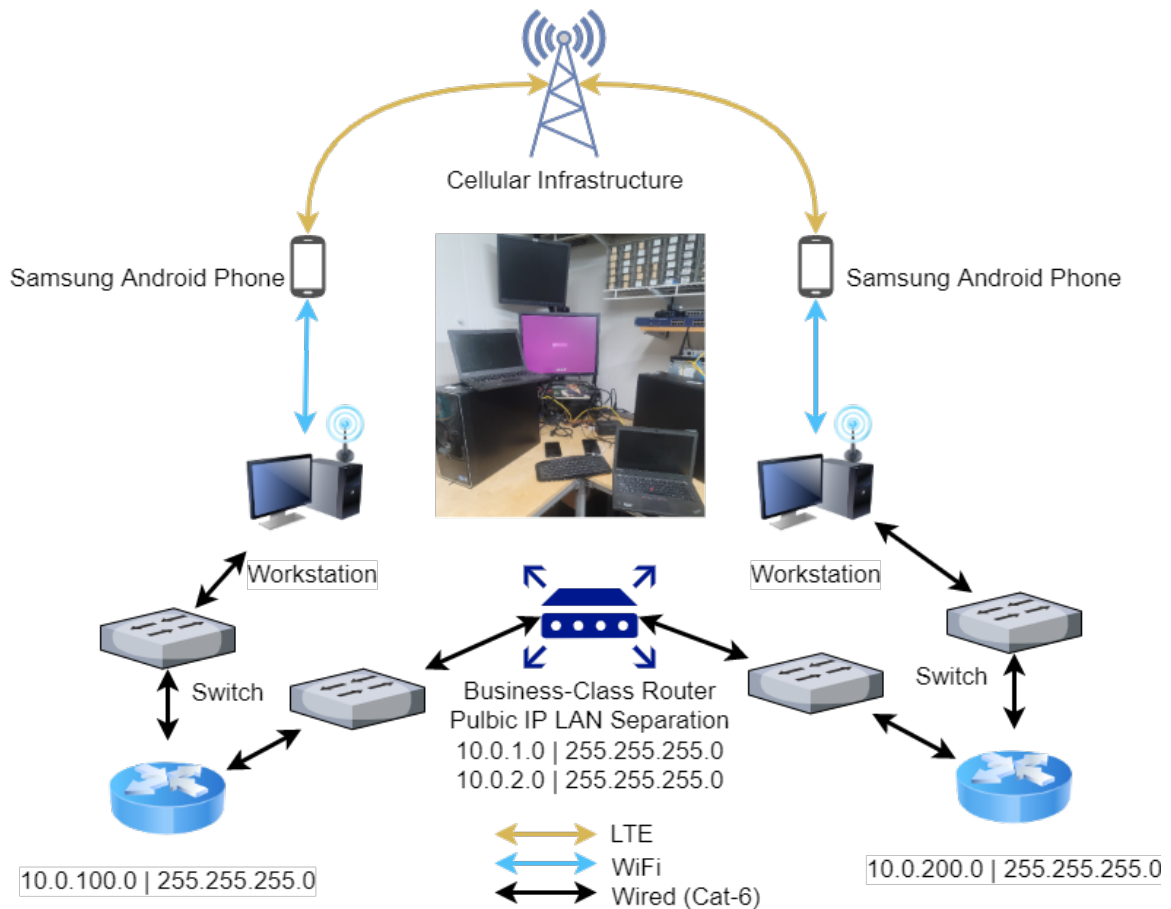 Cellular Infrastructure
Samsung Android Phone
Samsung Android Phone
Workstation
Workstation
Switch
Switch
Business-Class Router
Pulbic IP LAN Separation
10.0.1.0 | 255.255.255.0
10.0.2.0 | 255.255.255.0
LTE
WiFi
Wired (Cat-6)
10.0.100.0 | 255.255.255.0
10.0.200.0 | 255.255.255.0